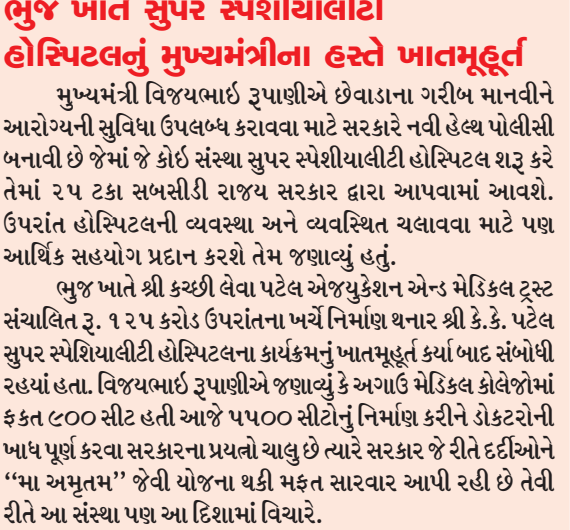 ભુજ ખાતે સુપર સ્પેશીયાલીટી
હોસ્પિટલનું મુખ્યમંત્રીના હસ્તે ખાતમૂહૂર્ત
મુખ્યમંત્રી વિજયભાઇ રૂપાણીએ છેવાડાના ગરીબ માનવીને
આરોગ્યની સુવિધા ઉપલબ્ધ કરાવવા માટે સરકારે નવી હેલ્થ પોલીસી
બનાવી છે જેમાં જે કોઇ સંસ્થા સુપર સ્પેશીયાલીટી હોસ્પિટલ શરૂ કરે
તેમાં ૨૫ ટકા સબસીડી રાજય સરકાર દ્વારા આપવામાં આવશે.
ઉપરાંત હોસ્પિટલની વ્યવસ્થા અને વ્યવસ્થિત ચલાવવા માટે પણ
આર્થિક સહયોગ પ્રદાન કરશે તેમ જણાવ્યું હતું.
ભુજ ખાતે શ્રી કચ્છી લેવા પટેલ એજયુકેશન એન્ડ મેડિકલ ટ્રસ્ટ
સંચાલિત રૂ. ૧૨૫ કરોડ ઉપરાંતના ખર્ચે નિર્માણ થનાર શ્રી કે.કે. પટેલ
સુપર સ્પેશિયાલીટી હોસ્પિટલના કાર્યક્રમનું ખાતમૂહૂર્ત કર્યા બાદ સંબોધી
રહયાં હતા. વિજયભાઇ રૂપાણીએ જણાવ્યું કે અગાઉ મેડિકલ કોલેજોમાં
ફકત ૯૦૦ સીટ હતી આજે ૫૫૦૦ સીટોનું નિર્માણ કરીને ડોકટરોની
ખાધ પૂર્ણ કરવા સરકારના પ્રયત્નો ચાલુ છે ત્યારે સરકાર જે રીતે દર્દીઓને
‘‘મા અમૃતમ’’ જેવી યોજના થકી મફત સારવાર આપી રહી છે તેવી
રીતે આ સંસ્થા પણ આ દિશામાં વિચારે.